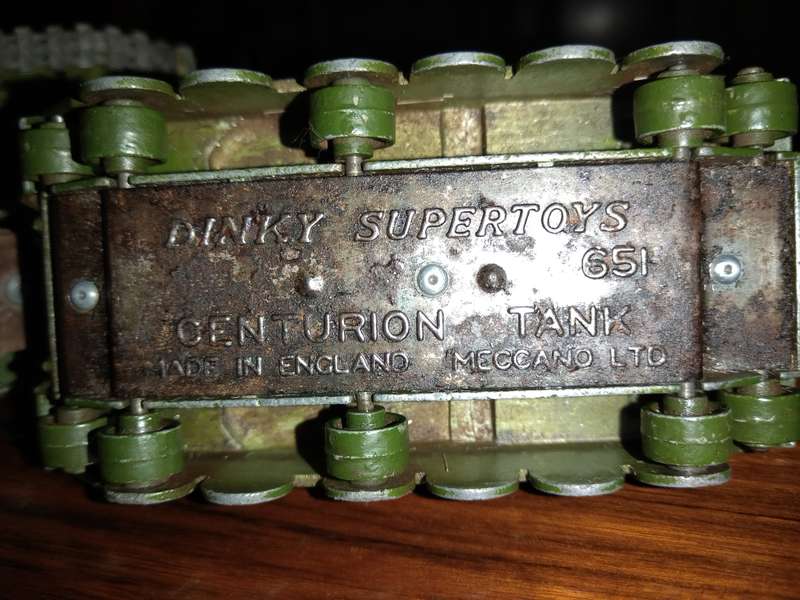 DINKY SUPERTOYS
651
CENTURION TANK
MADE IN ENGLAND MECCANO LTD